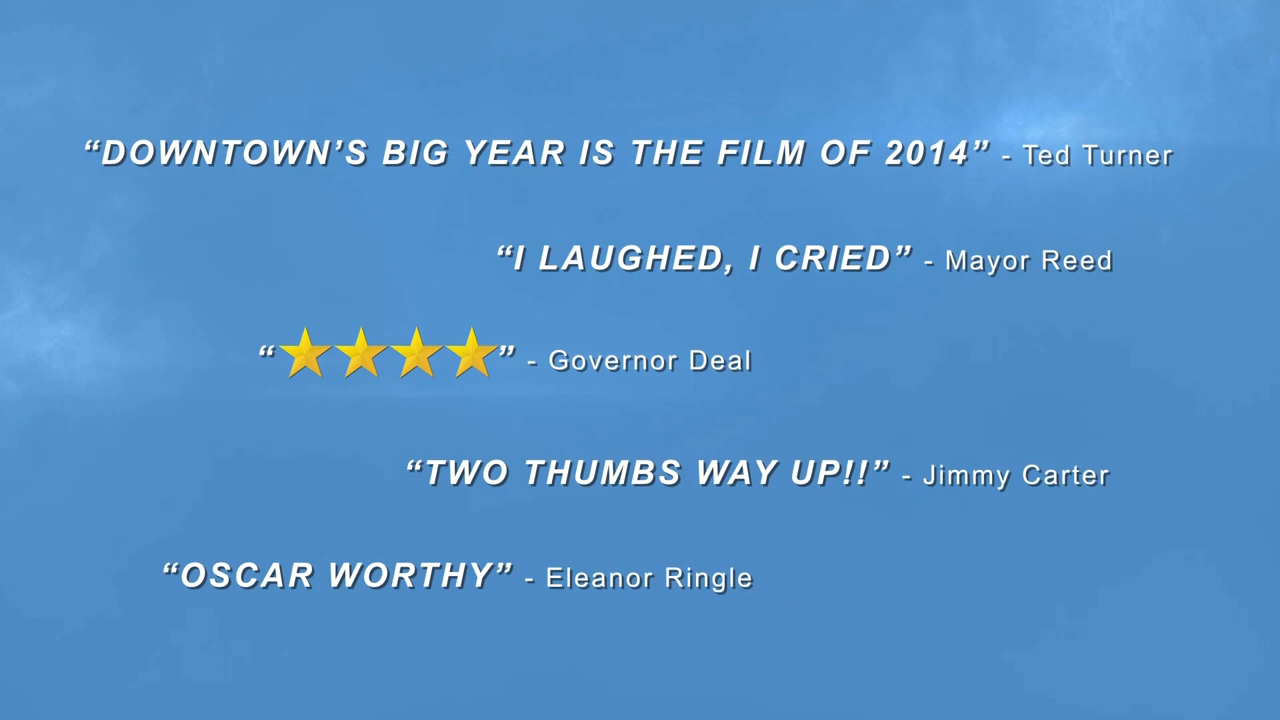 “DOWNTOWN’S BIG YEAR IS THE FILM OF 2014” - Ted Turner
“I LAUGHED, I CRIED” - Mayor Reed
“ ” - Governor Deal
“TWO THUMBS WAY UP!!” - Jimmy Carter
“OSCAR WORTHY” - Eleanor Ringle